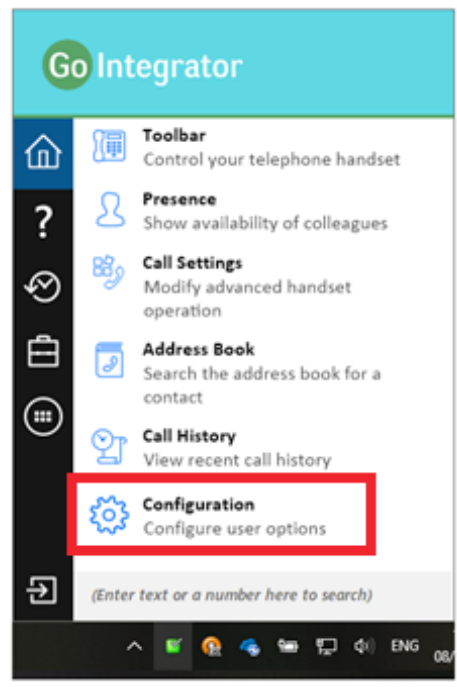 Go Integrator
Toolbar
Control your telephone handset
Presence
Show availability of colleagues
Call Settings
Modify advanced handset
operation
Address Book
Search the address book for a
contact
Call History
View recent call history
Configuration
Configure user options
?
(Enter text or a number here to search)
ENG
08/